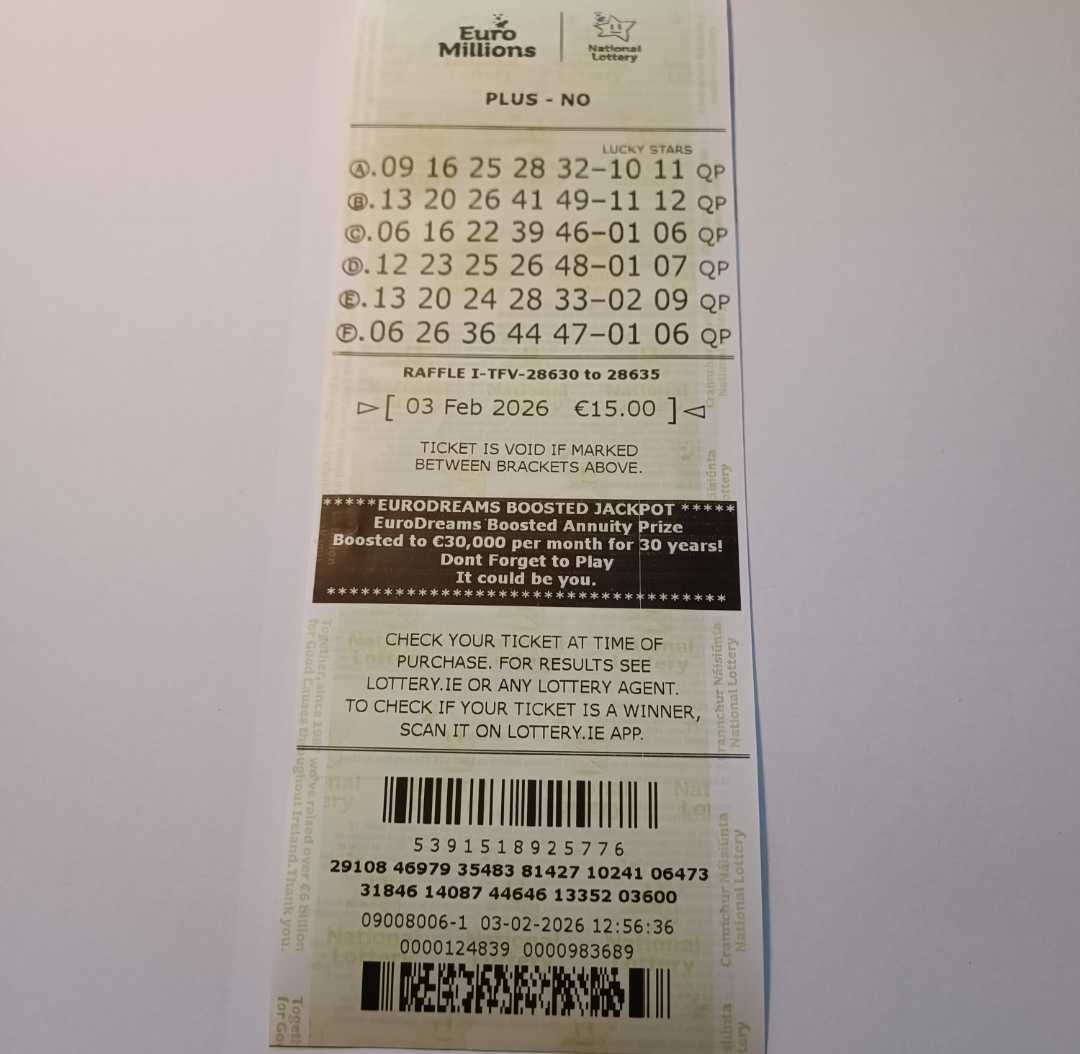 Euro Millions
National Lottery
PLUS - NO
LUCKY STARS
Ⓐ.09 16 25 28 32-10 11 QP
Ⓑ.13 20 26 41 49-11 12 QP
Ⓒ.06 16 22 39 46-01 06 QP
Ⓓ.12 23 25 26 48-01 07 QP
Ⓔ.13 20 24 28 33-02 09 QP
Ⓕ.06 26 36 44 47-01 06 QP
RAFFLE I-TFV-28630 to 28635
[ 03 Feb 2026 €15.00 ]
TICKET IS VOID IF MARKED
BETWEEN BRACKETS ABOVE.
*****EURODREAMS BOOSTED JACKPOT *****
EuroDreams Boosted Annuity Prize
Boosted to €30,000 per month for 30 years!
Dont Forget to Play
It could be you.
***********************************
CHECK YOUR TICKET AT TIME OF
PURCHASE. FOR RESULTS SEE
LOTTERY.IE OR ANY LOTTERY AGENT.
TO CHECK IF YOUR TICKET IS A WINNER,
SCAN IT ON LOTTERY.IE APP.
5391518925776
29108 46979 35483 81427 10241 06473
31846 14087 44646 13352 03600
09008006-1 03-02-2026 12:56:36
0000124839 0000983689
Crannchur Náisiúnta
National Lottery